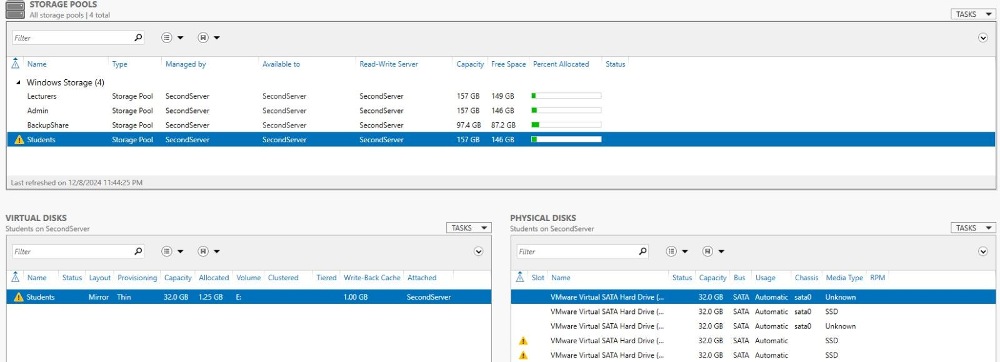 STORAGE POOLS
All storage pools | 4 total
TASKS
Filter
Name Type Managed by Available to Read-Write Server Capacity Free Space Percent Allocated Status
Windows Storage (4)
Lecturers Storage Pool SecondServer SecondServer SecondServer 157 GB 149 GB
Admin Storage Pool SecondServer SecondServer SecondServer 157 GB 146 GB
BackupShare Storage Pool SecondServer SecondServer SecondServer 97.4 GB 87.2 GB
Students Storage Pool SecondServer SecondServer SecondServer 157 GB 146 GB
Last refreshed on 12/8/2024 11:44:25 PM
VIRTUAL DISKS
Students on SecondServer
TASKS
Filter
Name Status Layout Provisioning Capacity Allocated Volume Clustered Tiered Write-Back Cache Attached
Students Mirror Thin 32.0 GB 1.25 GB E: 1.00 GB SecondServer
PHYSICAL DISKS
Students on SecondServer
TASKS
Filter
Slot Name Status Capacity Bus Usage Chassis Media Type RPM
VMware Virtual SATA Hard Drive (... 32.0 GB SATA Automatic sata0 Unknown
VMware Virtual SATA Hard Drive (... 32.0 GB SATA Automatic sata0 SSD
VMware Virtual SATA Hard Drive (... 32.0 GB SATA Automatic sata0 Unknown
VMware Virtual SATA Hard Drive (... 32.0 GB SATA Automatic SSD
VMware Virtual SATA Hard Drive (... 32.0 GB SATA Automatic SSD